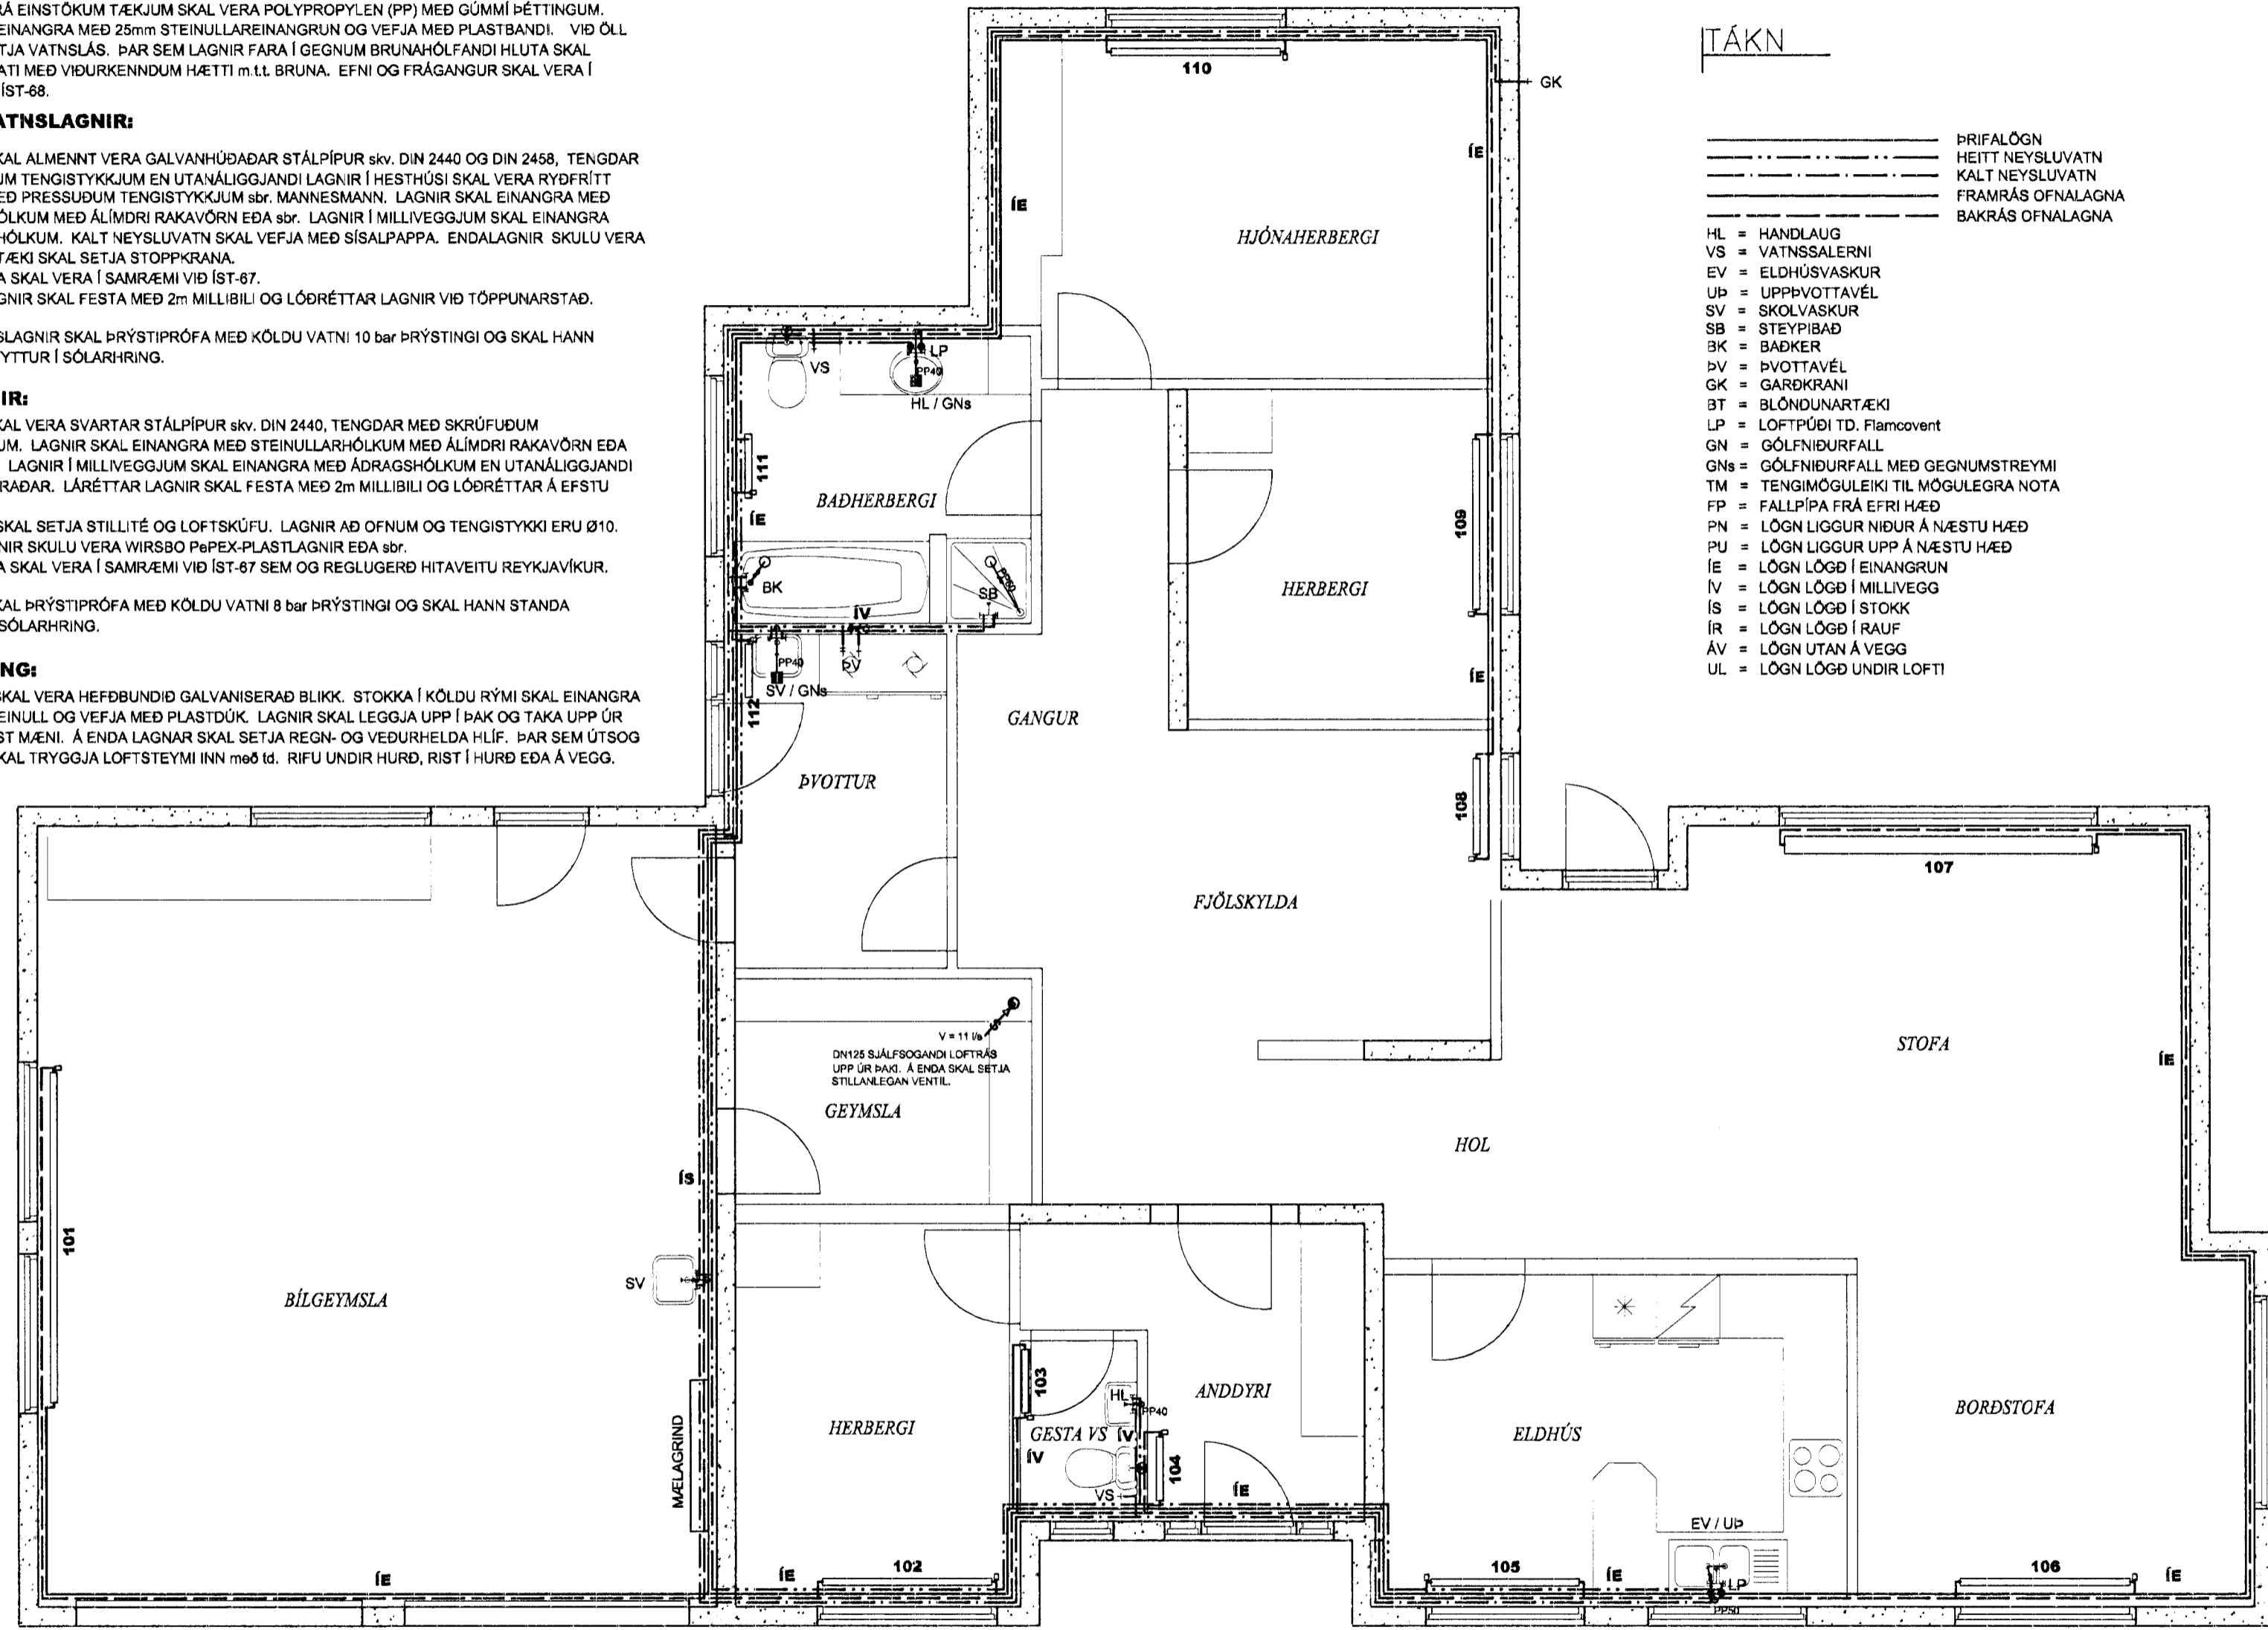 RÁ EINSTÖKUM TÆKJUM SKAL VERA POLYPROPYLEN (PP) MEÐ GÚMMÍ ÞÉTTINGUM.
EINANGRA MEÐ 25mm STEINULLAREINANGRUN OG VEFJA MEÐ PLASTBANDI. VIÐ ÖLL
TJA VATNSLÁS. ÞAR SEM LAGNIR FARA Í GEGNUM BRUNAHÓLFANDI HLUTA SKAL
ATI MEÐ VIÐURKENNDUM HÆTTI m.t.t. BRUNA. EFNI OG FRÁGANGUR SKAL VERA Í
ÍST-68.
ATNSLAGNIR:
KAL ALMENNT VERA GALVANHÚÐAÐAR STÁLPÍPUR skv. DIN 2440 OG DIN 2458, TENGDAR
UM TENGISTYKKJUM EN UTANÁLIGGJANDI LAGNIR Í HESTHÚSI SKAL VERA RYÐFRÍTT
EÐ PRESSUÐUM TENGISTYKKJUM sbr. MANNESMANN. LAGNIR SKAL EINANGRA MEÐ
ÓLKUM MEÐ ÁLÍMDRI RAKAVÖRN EÐA sbr. LAGNIR Í MILLIVEGGJUM SKAL EINANGRA
HÓLKUM. KALT NEYSLUVATN SKAL VEFJA MEÐ SÍSALPAPPA. ENDALAGNIR SKULU VERA
TÆKI SKAL SETJA STOPPKRANA.
A SKAL VERA Í SAMRÆMI VIÐ ÍST-67.
GNIR SKAL FESTA MEÐ 2m MILLIBILI OG LÓÐRÉTTAR LAGNIR VIÐ TÖPPUNARSTAÐ.
SLAGNIR SKAL ÞRÝSTIPRÓFA MEÐ KÖLDU VATNI 10 bar ÞRÝSTINGI OG SKAL HANN
YTTUR Í SÓLARHRING.
IR:
KAL VERA SVARTAR STÁLPÍPUR skv. DIN 2440, TENGDAR MEÐ SKRÚFUÐUM
UM. LAGNIR SKAL EINANGRA MEÐ STEINULLARHÓLKUM MEÐ ÁLÍMDRI RAKAVÖRN EÐA
LAGNIR Í MILLIVEGGJUM SKAL EINANGRA MEÐ ÁDRAGSHÓLKUM EN UTANÁLIGGJANDI
RAÐAR. LÁRÉTTAR LAGNIR SKAL FESTA MEÐ 2m MILLIBILI OG LÓÐRÉTTAR Á EFSTU
SKAL SETJA STILLITÉ OG LOFTSKÚFU. LAGNIR AÐ OFNUM OG TENGISTYKKI ERU Ø10.
NIR SKULU VERA WIRSBO PePEX-PLASTLAGNIR EÐA sbr.
A SKAL VERA Í SAMRÆMI VIÐ ÍST-67 SEM OG REGLUGERÐ HITAVEITU REYKJAVÍKUR.
KAL ÞRÝSTIPRÓFA MEÐ KÖLDU VATNI 8 bar ÞRÝSTINGI OG SKAL HANN STANDA
SÓLARHRING.
NG:
SKAL VERA HEFÐBUNDIÐ GALVANISERAÐ BLIKK. STOKKA Í KÖLDU RÝMI SKAL EINANGRA
EINULL OG VEFJA MEÐ PLASTDÚK. LAGNIR SKAL LEGGJA UPP Í ÞAK OG TAKA UPP ÚR
ST MÆNI. Á ENDA LAGNAR SKAL SETJA REGN- OG VEÐURHELDA HLÍF. ÞAR SEM ÚTSOG
KAL TRYGGJA LOFTSTEYMI INN með td. RIFU UNDIR HURÐ, RIST Í HURÐ EÐA Á VEGG.
TÁKN
ÞRIFALÖGN
HEITT NEYSLUVATN
KALT NEYSLUVATN
FRAMRÁS OFNALAGNA
BAKRÁS OFNALAGNA
HL = HANDLAUG
VS = VATNSSALERNI
EV = ELDHÚSVASKUR
UÞ = UPPÞVOTTAVÉL
SV = SKOLVASKUR
SB = STEYPIBAÐ
BK = BAÐKER
ÞV = ÞVOTTAVÉL
GK = GARÐKRANI
BT = BLÖNDUNARTÆKI
LP = LOFTPÚÐI TD. Flamcovent
GN = GÓLFNIÐURFALL
GNs = GÓLFNIÐURFALL MEÐ GEGNUMSTREYMI
TM = TENGIMÖGULEIKI TIL MÖGULEGRA NOTA
FP = FALLPÍPA FRÁ EFRI HÆÐ
PN = LÖGN LIGGUR NIÐUR Á NÆSTU HÆÐ
PU = LÖGN LIGGUR UPP Á NÆSTU HÆÐ
ÍE = LÖGN LÖGÐ Í EINANGRUN
ÍV = LÖGN LÖGÐ Í MILLIVEGG
ÍS = LÖGN LÖGÐ Í STOKK
ÍR = LÖGN LÖGÐ Í RAUF
ÁV = LÖGN UTAN Á VEGG
UL = LÖGN LÖGÐ UNDIR LOFTI
110
GK
ÍE
ÍE
HJÓNAHERBERGI
VS
LP
PP40
HL / GNs
111
BAÐHERBERGI
ÍE
109
BK
SB
HERBERGI
ÍV
PP40
ÞV
SV / GNs
112
ÍE
GANGUR
ÞVOTTUR
108
107
FJÖLSKYLDA
V = 11 l/s
DN125 SJÁLFSOGANDI LOFTRÁS
UPP ÚR ÞAKI. Á ENDA SKAL SETJA
STILLANLEGAN VENTIL.
GEYMSLA
STOFA
ÍE
HOL
ÍS
101
SV
BÍLGEYMSLA
MÆLAGRIND
HERBERGI
103
HL
PP40
GESTA VS
ÍV
ÍV
104
VS
ANDDYRI
ÍE
ELDHÚS
BORÐSTOFA
EV / UÞ
ÍE
ÍE
102
105
ÍE
LP
PP50
106
ÍE